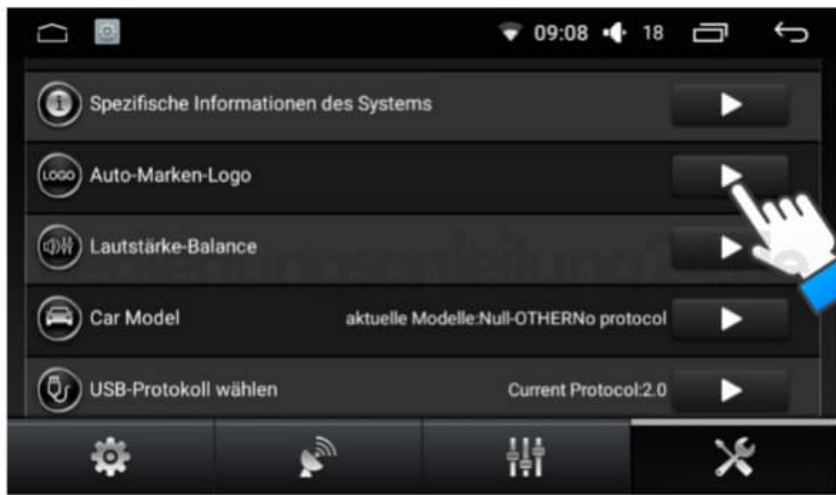 09:08 18
Spezifische Informationen des Systems
LOGO Auto-Marken-Logo
Lautstärke-Balance
Car Model aktuelle Modelle:Null-OTHERNo protocol
USB-Protokoll wählen Current Protocol:2.0